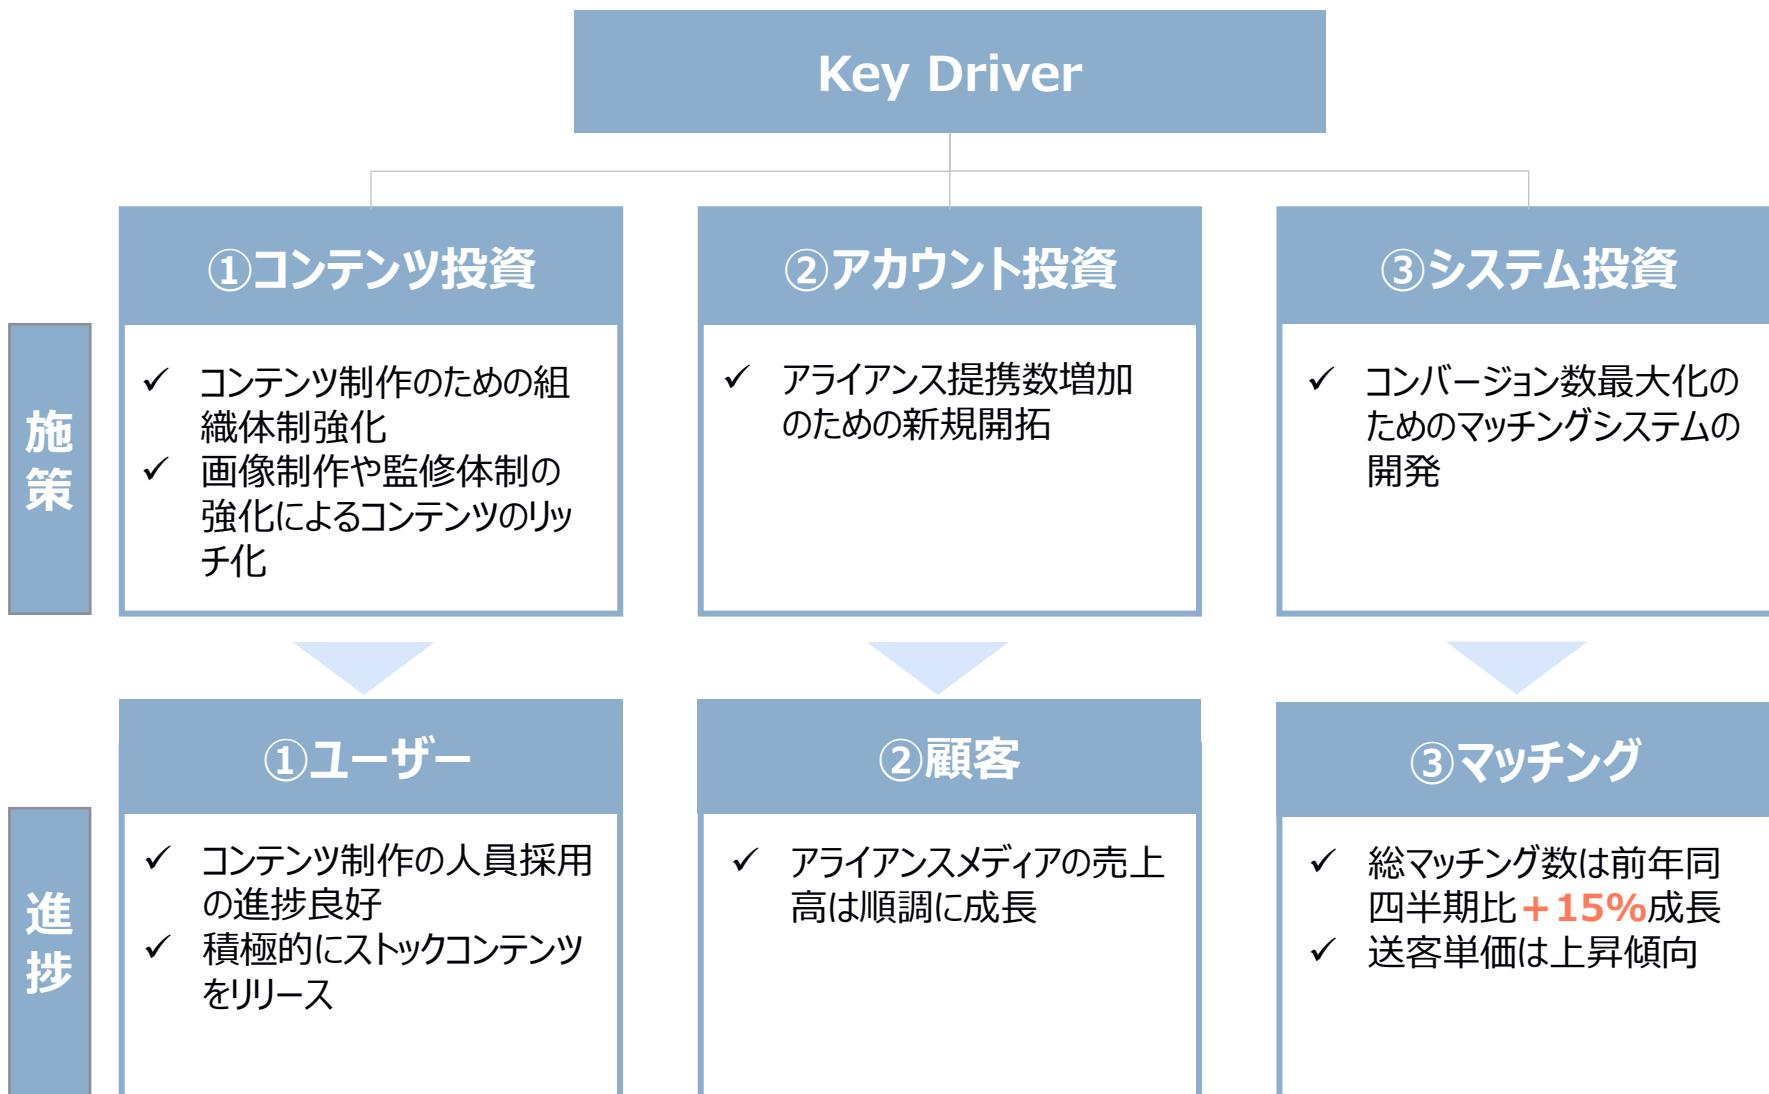 Key Driver
①コンテンツ投資
②アカウント投資
③システム投資
施
策
✓ コンテンツ制作のための組
織体制強化
✓ 画像制作や監修体制の
強化によるコンテンツのリッ
チ化
✓ アライアンス提携数増加
のための新規開拓
✓ コンバージョン数最大化の
ためのマッチングシステムの
開発
①ユーザー
②顧客
③マッチング
進
捗
✓ コンテンツ制作の人員採用
の進捗良好
✓ 積極的にストックコンテンツ
をリリース
✓ アライアンスメディアの売上
高は順調に成長
✓ 総マッチング数は前年同
四半期比＋15%成長
✓ 送客単価は上昇傾向